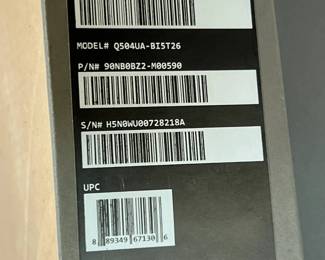 MODEL# Q504UA-BI5T26
P/N# 90NB0BZ2-M00590
S/N# H5N0WU00728218A
UPC
8 89349 67130 6